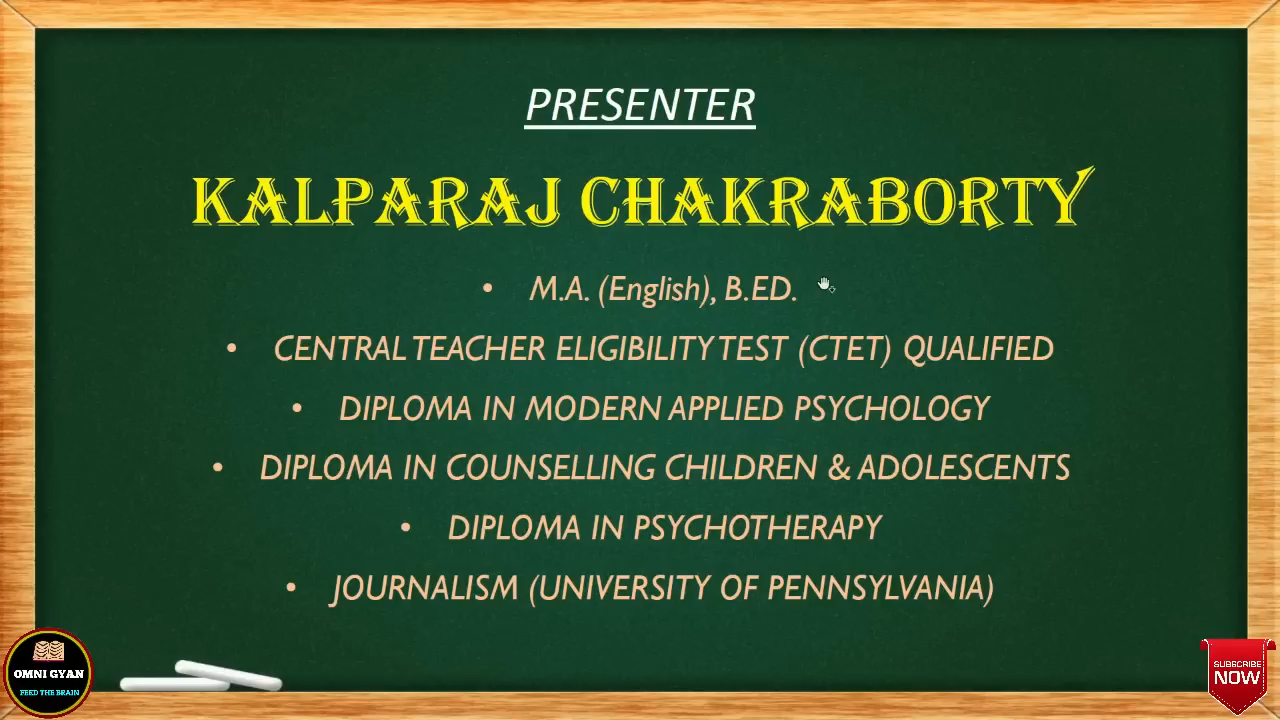 PRESENTER
KALPARAJ CHAKRABORTY
• M.A. (English), B.ED.
• CENTRAL TEACHER ELIGIBILITY TEST (CTET) QUALIFIED
• DIPLOMA IN MODERN APPLIED PSYCHOLOGY
• DIPLOMA IN COUNSELLING CHILDREN & ADOLESCENTS
• DIPLOMA IN PSYCHOTHERAPY
• JOURNALISM (UNIVERSITY OF PENNSYLVANIA)
OMNI GYAN
FEED THE BRAIN
SUBSCRIBE
NOW